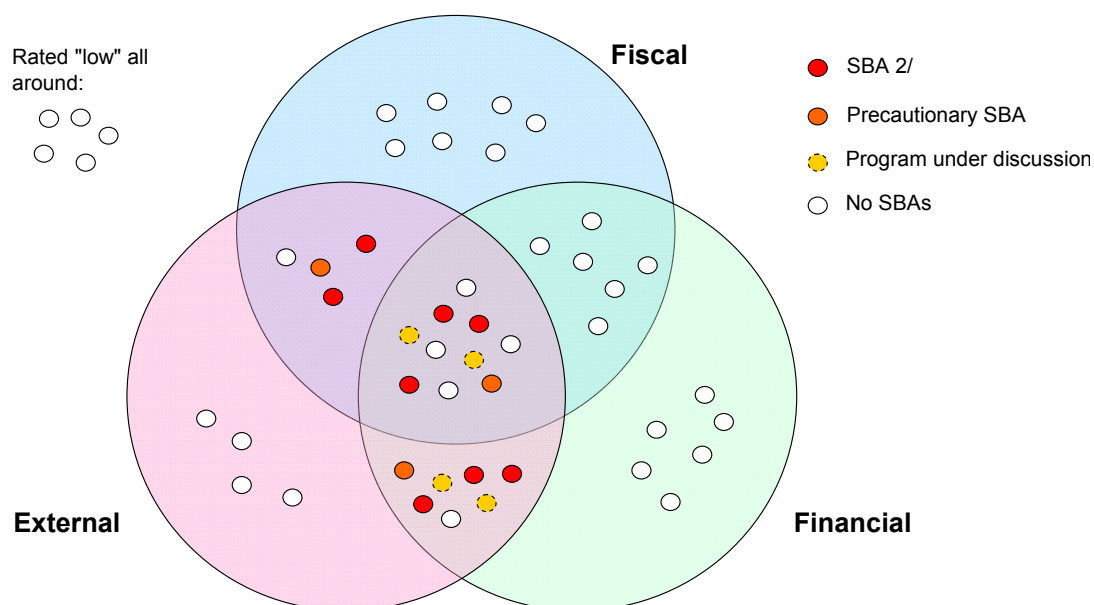 Rated "low" all
around:
Fiscal
SBA 2/
Precautionary SBA
Program under discussion
No SBAs
External
Financial